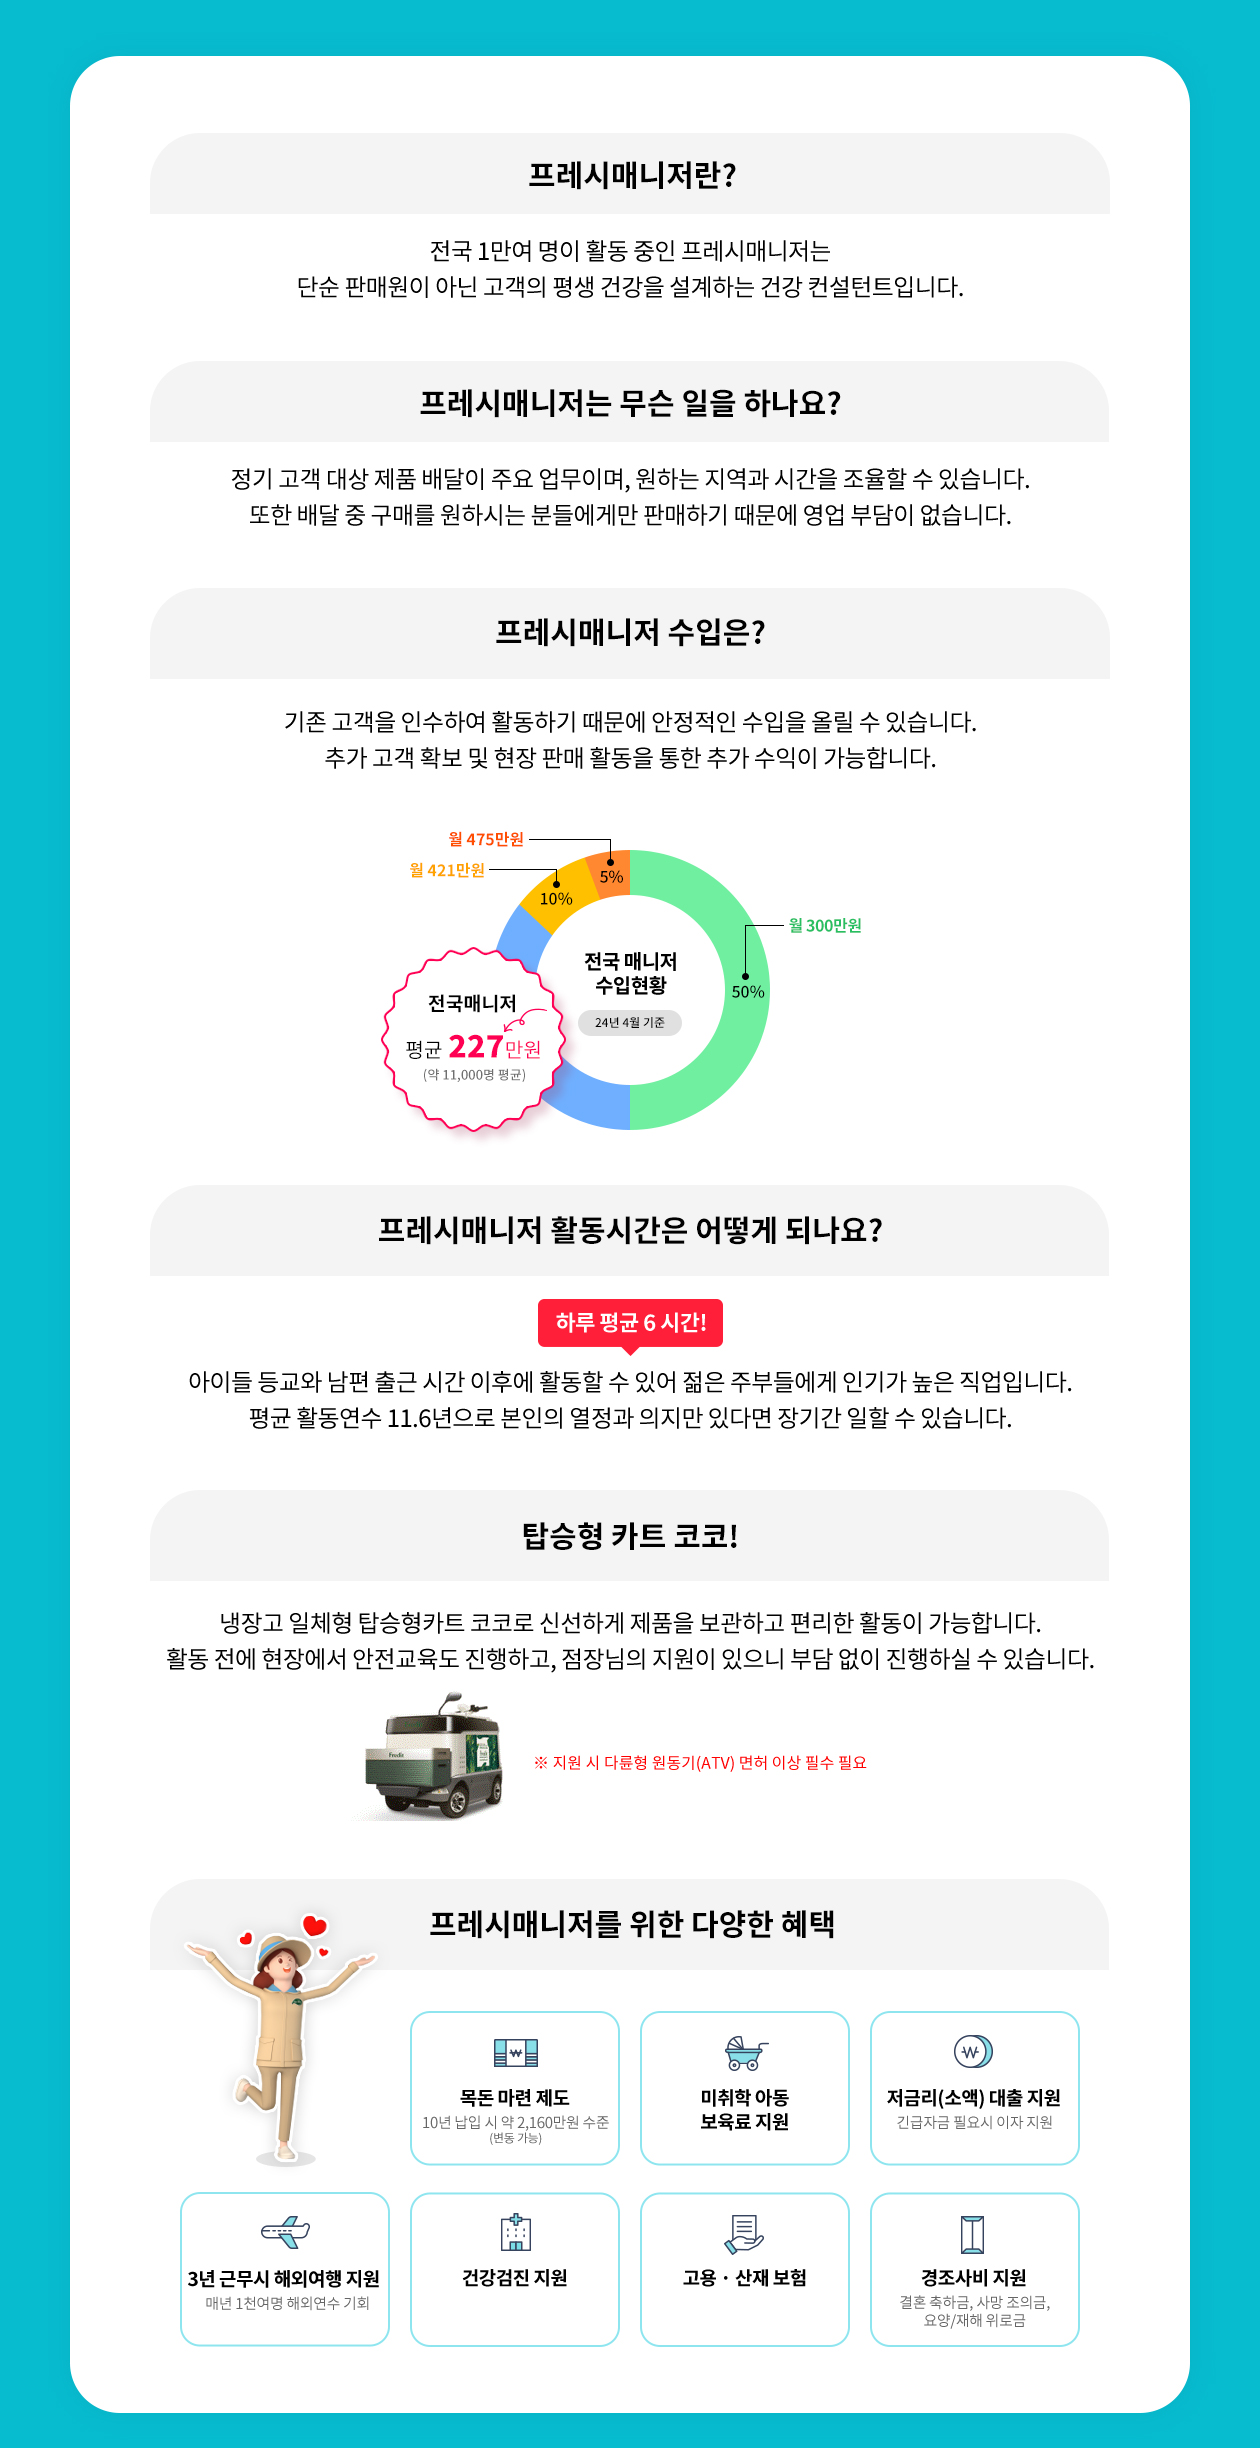 프레시매니저란?
전국 1만여 명이 활동 중인 프레시매니저는
단순 판매원이 아닌 고객의 평생 건강을 설계하는 건강 컨설턴트입니다.
프레시매니저는 무슨 일을 하나요?
정기 고객 대상 제품 배달이 주요 업무이며, 원하는 지역과 시간을 조율할 수 있습니다.
또한 배달 중 구매를 원하시는 분들에게만 판매하기 때문에 영업 부담이 없습니다.
프레시매니저 수입은?
기존 고객을 인수하여 활동하기 때문에 안정적인 수입을 올릴 수 있습니다.
추가 고객 확보 및 현장 판매 활동을 통한 추가 수익이 가능합니다.
월 475만원
월 421만원
5%
10%
월 300만원
50%
전국 매니저
수입현황
24년 4월 기준
전국매니저
평균 227만원
(약 11,000명 평균)
프레시매니저 활동시간은 어떻게 되나요?
하루 평균 6 시간!
아이들 등교와 남편 출근 시간 이후에 활동할 수 있어 젊은 주부들에게 인기가 높은 직업입니다.
평균 활동연수 11.6년으로 본인의 열정과 의지만 있다면 장기간 일할 수 있습니다.
탑승형 카트 코코!
냉장고 일체형 탑승형카트 코코로 신선하게 제품을 보관하고 편리한 활동이 가능합니다.
활동 전에 현장에서 안전교육도 진행하고, 점장님의 지원이 있으니 부담 없이 진행하실 수 있습니다.
Fredit
※ 지원 시 다륜형 원동기(ATV) 면허 이상 필수 필요
프레시매니저를 위한 다양한 혜택
목돈 마련 제도
10년 납입 시 약 2,160만원 수준
(변동 가능)
미취학 아동
보육료 지원
저금리(소액) 대출 지원
긴급자금 필요시 이자 지원
3년 근무시 해외여행 지원
매년 1천여명 해외연수 기회
건강검진 지원
고용 · 산재 보험
경조사비 지원
결혼 축하금, 사망 조의금,
요양/재해 위로금